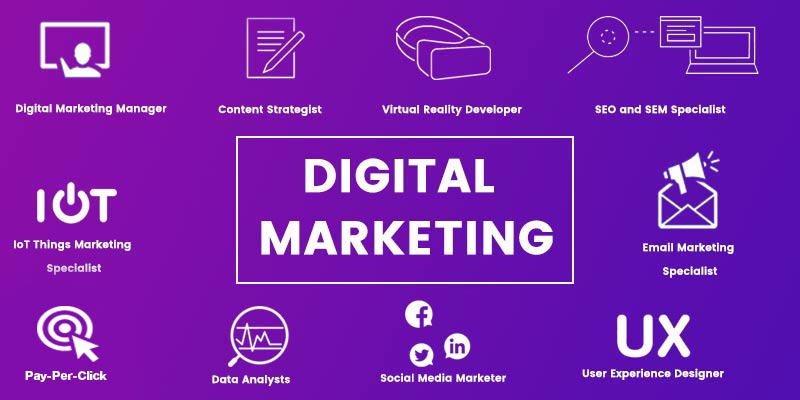 Digital Marketing Manager
Content Strategist
Virtual Reality Developer
SEO and SEM Specialist
DIGITAL
MARKETING
IOT
IoT Things Marketing
Specialist
Email Marketing
Specialist
Pay-Per-Click
Data Analysts
f
in
Social Media Marketer
UX
User Experience Designer